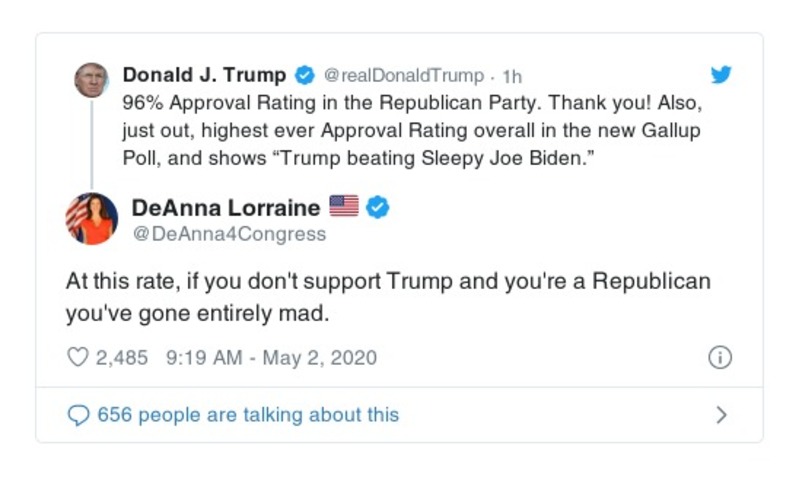 Donald J. Trump @realDonaldTrump · 1h
96% Approval Rating in the Republican Party. Thank you! Also,
just out, highest ever Approval Rating overall in the new Gallup
Poll, and shows “Trump beating Sleepy Joe Biden.”
DeAnna Lorraine
@DeAnna4Congress
At this rate, if you don't support Trump and you're a Republican
you've gone entirely mad.
2,485 9:19 AM - May 2, 2020
656 people are talking about this